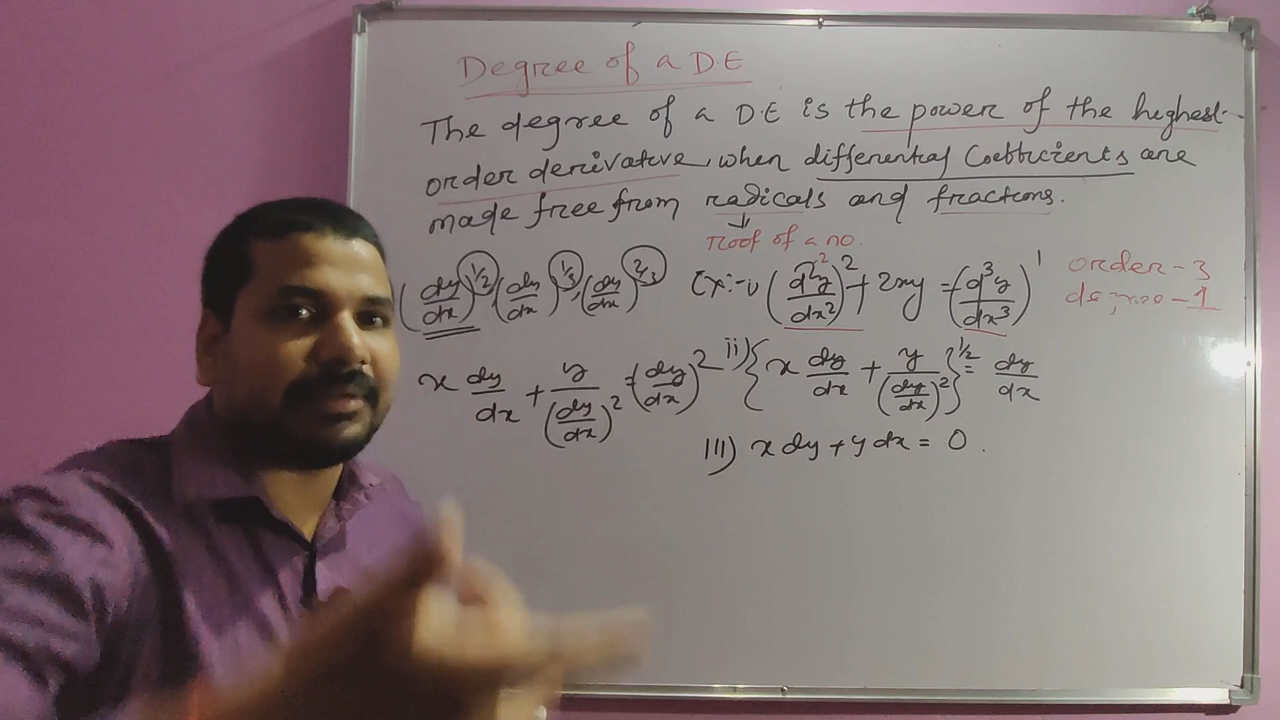 Degree of a D.E
The degree of a D.E is the power of the highest
order derivative, when differential Coefficients are
made free from radicals and fractions.
Roof of a no.
(dy/dx)^1/2, (dy/dx)^1/3, (dy/dx)^2/3
Ex:-i) (d²y/dx²)² + 2xy = (d³y/dx³)^1
order-3
degree-1
x dy/dx + y/(dy/dx)² = (dy/dx)²
ii) {x dy/dx + y/(dy/dx)²}^1/2 = dy/dx
III) x dy + y dx = 0.